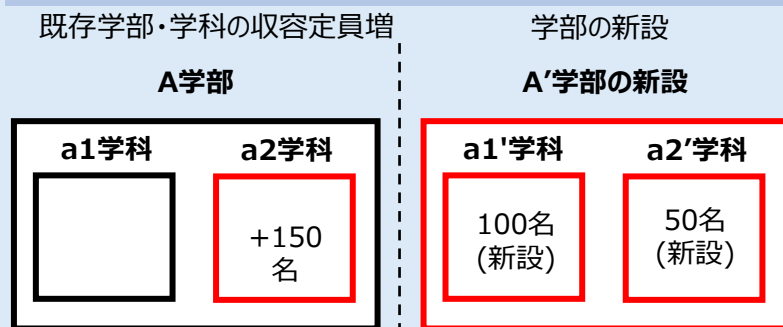 既存学部・学科の収容定員増
学部の新設
A学部
A′学部の新設
a1学科
a2学科
a1'学科
a2′学科
+150
名
100名
(新設)
50名
(新設)